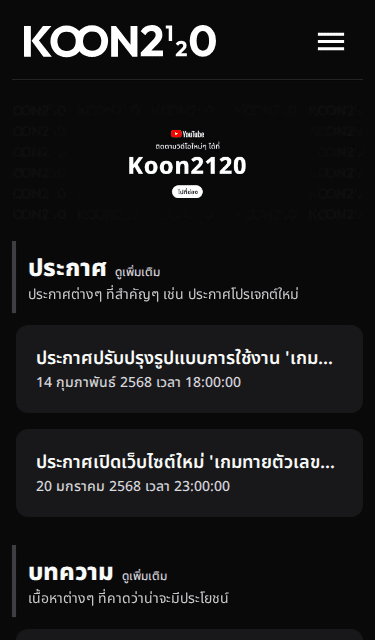 KOON2120
YouTube
ติดตามวิดีโอใหม่ๆ ได้ที่
Koon2120
ไปที่ช่อง
ประกาศ ดูเพิ่มเติม
ประกาศต่างๆ ที่สำคัญๆ เช่น ประกาศโปรเจกต์ใหม่
ประกาศปรับปรุงรูปแบบการใช้งาน 'เกม...
14 กุมภาพันธ์ 2568 เวลา 18:00:00
ประกาศเปิดเว็บไซต์ใหม่ 'เกมทายตัวเลข...
20 มกราคม 2568 เวลา 23:00:00
บทความ ดูเพิ่มเติม
เนื้อหาต่างๆ ที่คาดว่าน่าจะมีประโยชน์